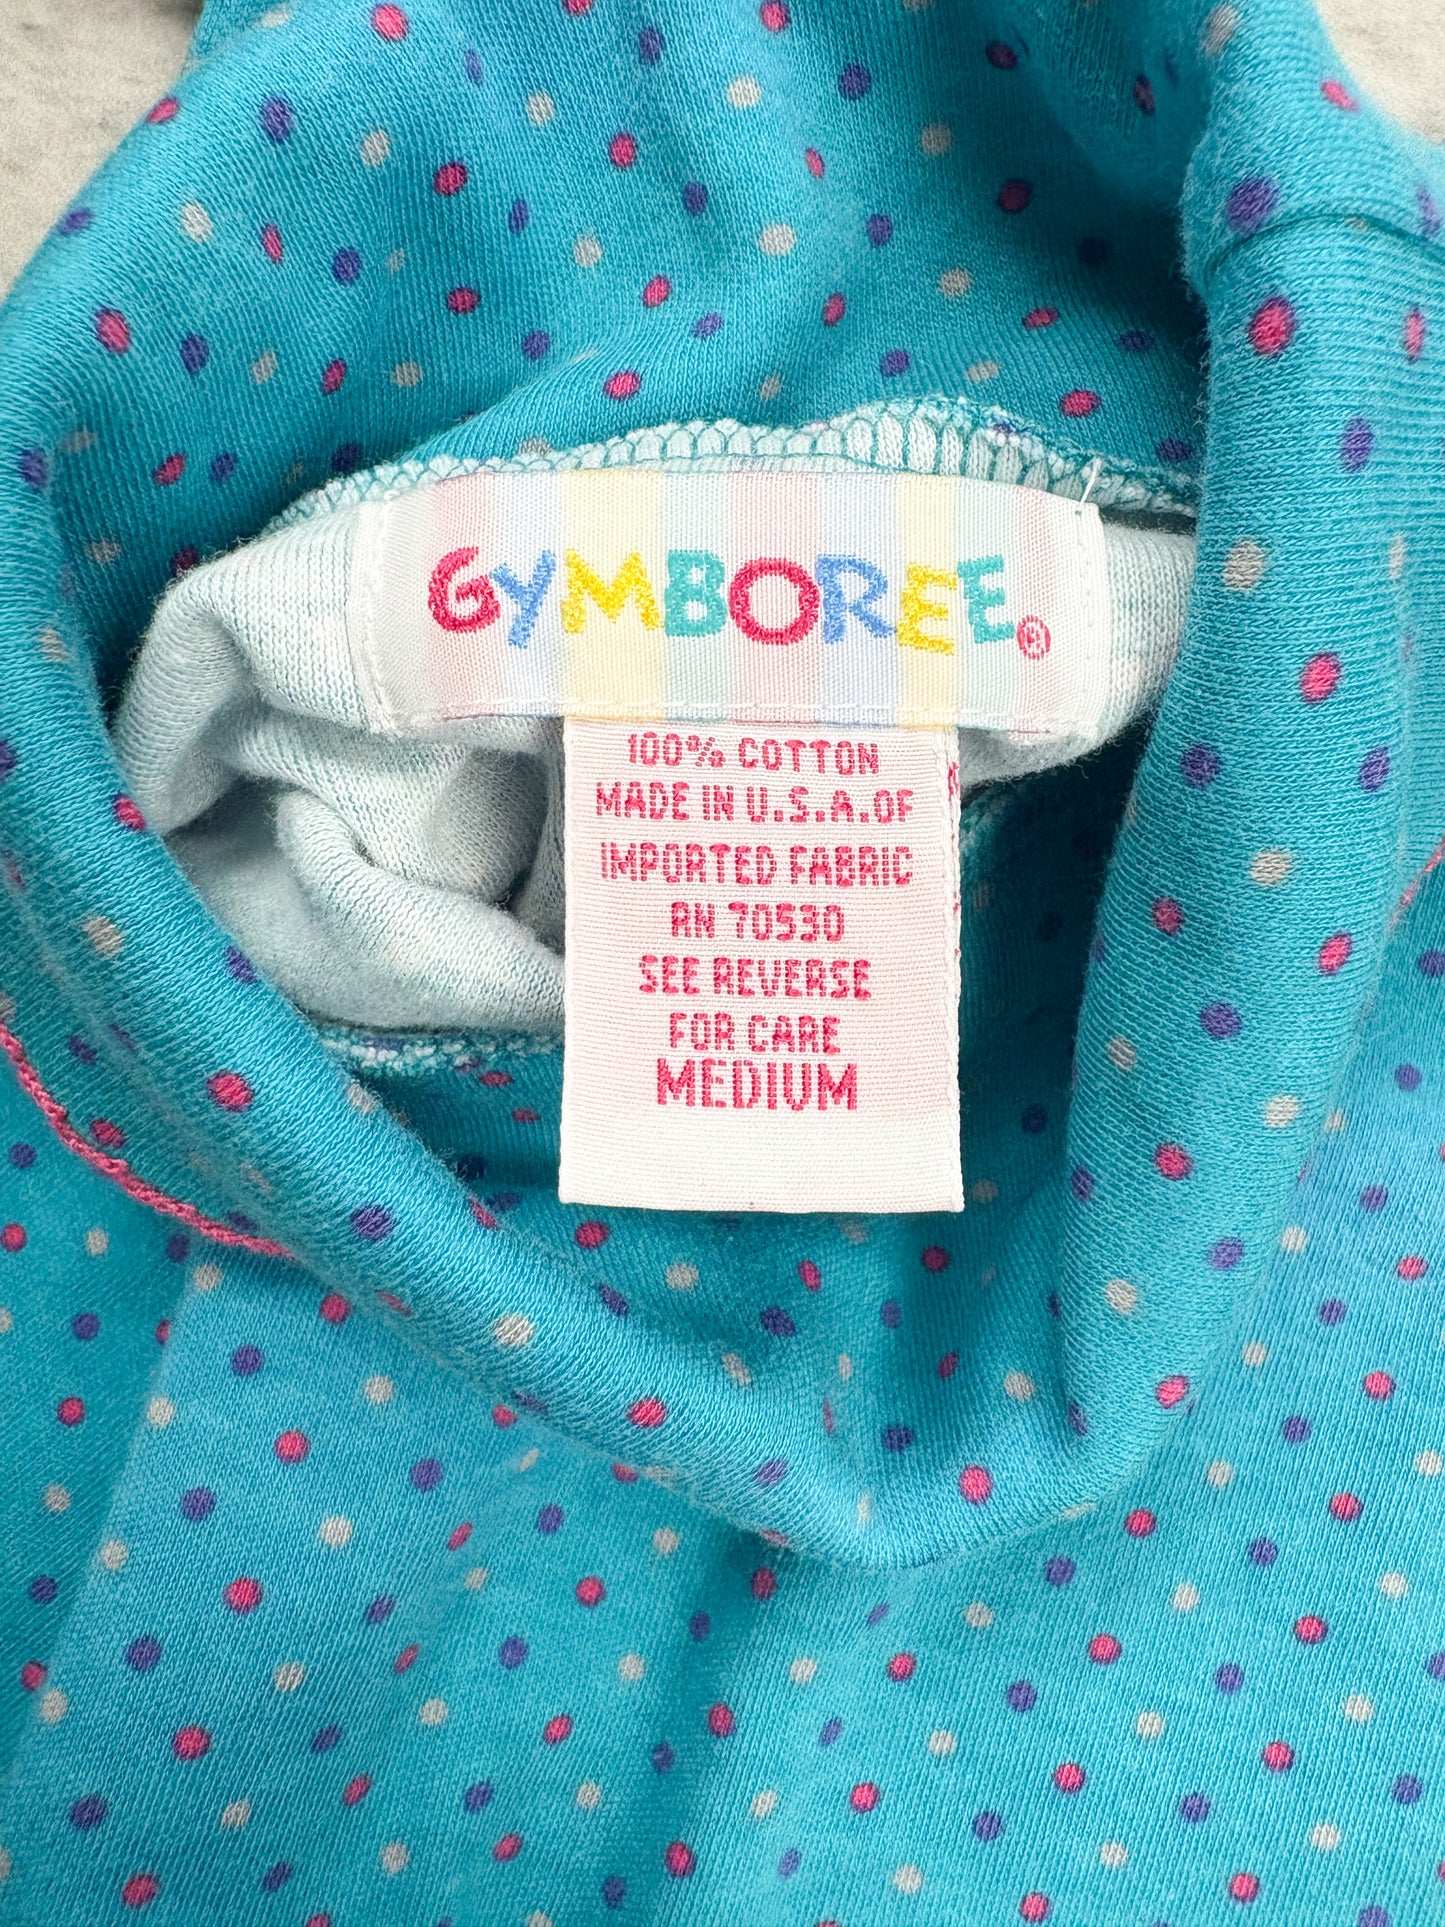 GYMBOREE®
100% COTTON
MADE IN U.S.A. OF
IMPORTED FABRIC
RN 70530
SEE REVERSE
FOR CARE
MEDIUM